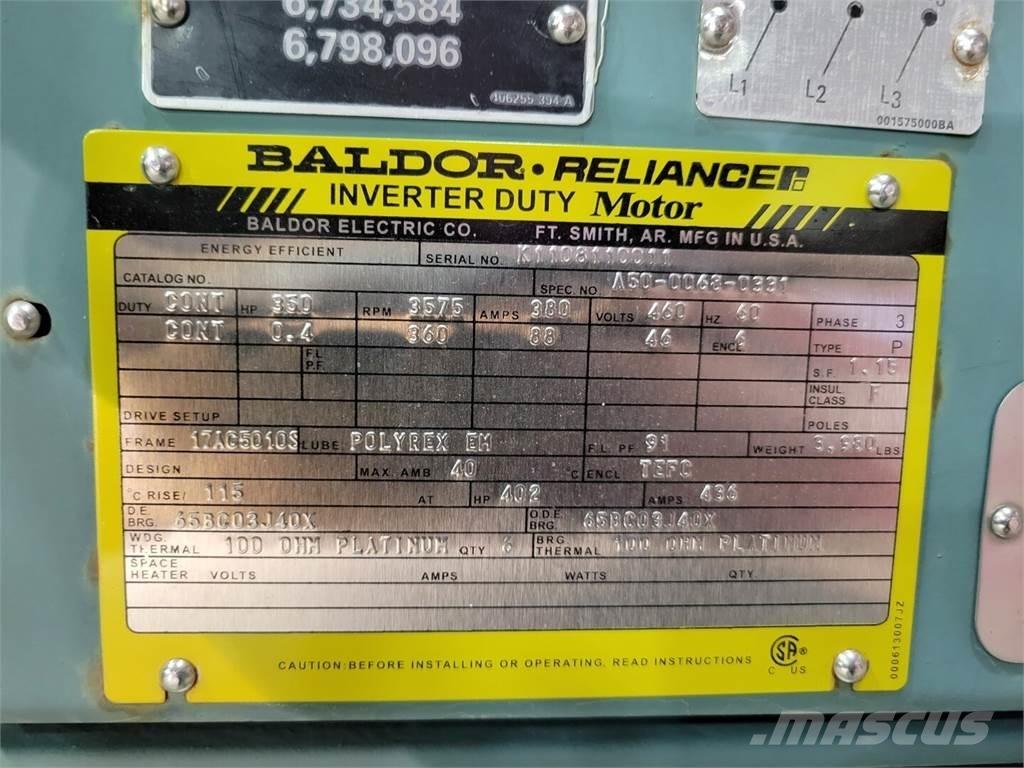 6,734,584
6,798,096
106255-394-A
L1 L2 L3
001575000BA
BALDOR · RELIANCER
INVERTER DUTY Motor
BALDOR ELECTRIC CO. FT. SMITH, AR. MFG IN U.S.A.
ENERGY EFFICIENT SERIAL NO. K1108110011
CATALOG NO. SPEC. NO. A50-0063-0331
DUTY CONT HP 350 RPM 3575 AMPS 380 VOLTS 460 HZ 60 PHASE 3
CONT 0.4 360 88 46 ENCL 6 TYPE P
F.L. P.F. S.F. 1.15
INSUL CLASS F
DRIVE SETUP POLES
FRAME LUBE POLYREX EM F.L. PF 91 WEIGHT 3,980 LBS
DESIGN MAX. AMB 40 °C ENCL TEFC
°C RISE/ 115 AT HP 402 AMPS 436
D.E. BRG. 65BC03J40X O.D.E. BRG. 65BC03J40X
WDG. THERMAL 100 OHM PLATINUM QTY 6 BRG THERMAL 100 OHM PLATINUM
SPACE HEATER VOLTS AMPS WATTS QTY.
CAUTION:BEFORE INSTALLING OR OPERATING, READ INSTRUCTIONS
SA ®
C US
000613007JZ
MASCUS